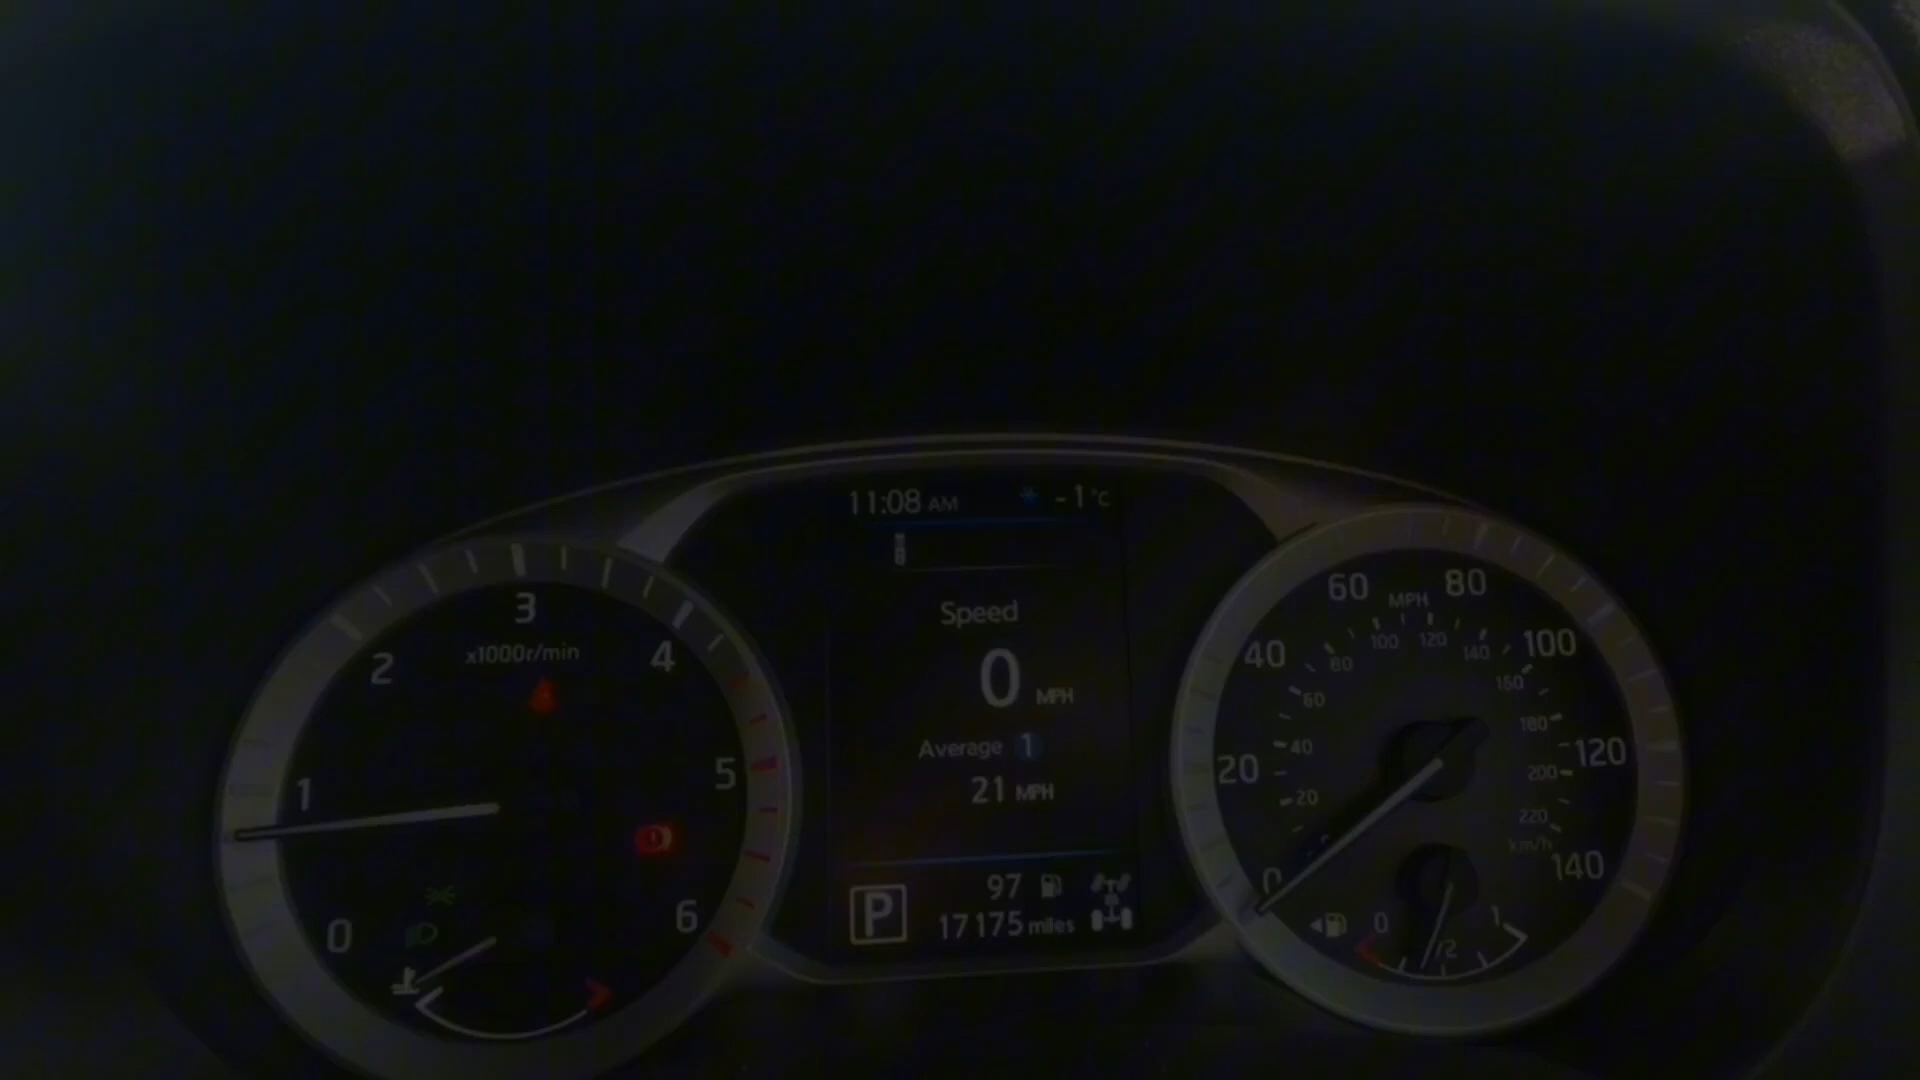 11:08 AM -1°C
Speed
0 MPH
Average 1
21 MPH
P 97
17175 miles
3
2 4
x1000r/min
1 5
0 6
60 80
MPH
40 100
100 120
80 140
60 160
40 180
20 120
20 200
220
km/h
0 140
0 1/2 1